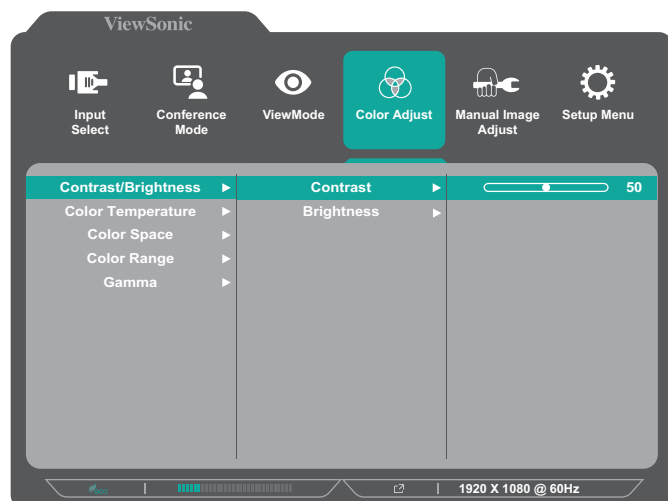 ViewSonic
Input Select
Conference Mode
ViewMode
Color Adjust
Manual Image Adjust
Setup Menu
Contrast/Brightness
Contrast
50
Color Temperature
Brightness
Color Space
Color Range
Gamma
eco
1920 X 1080 @ 60Hz